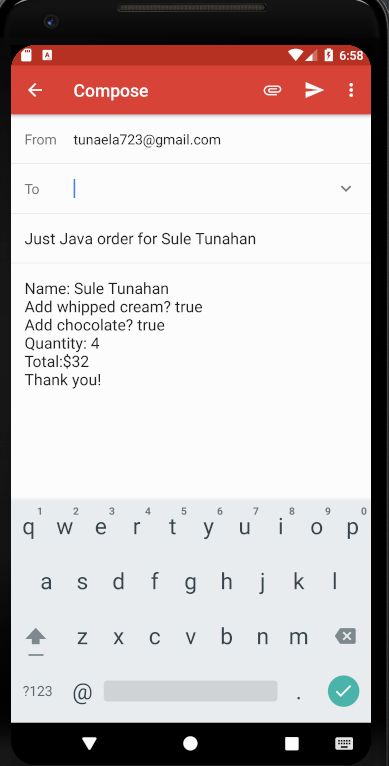 6:58
Compose
From tunaela723@gmail.com
To
Just Java order for Sule Tunahan
Name: Sule Tunahan
Add whipped cream? true
Add chocolate? true
Quantity: 4
Total:$32
Thank you!
1 2 3 4 5 6 7 8 9 0
q w e r t y u i o p
a s d f g h j k l
z x c v b n m
?123 @ .